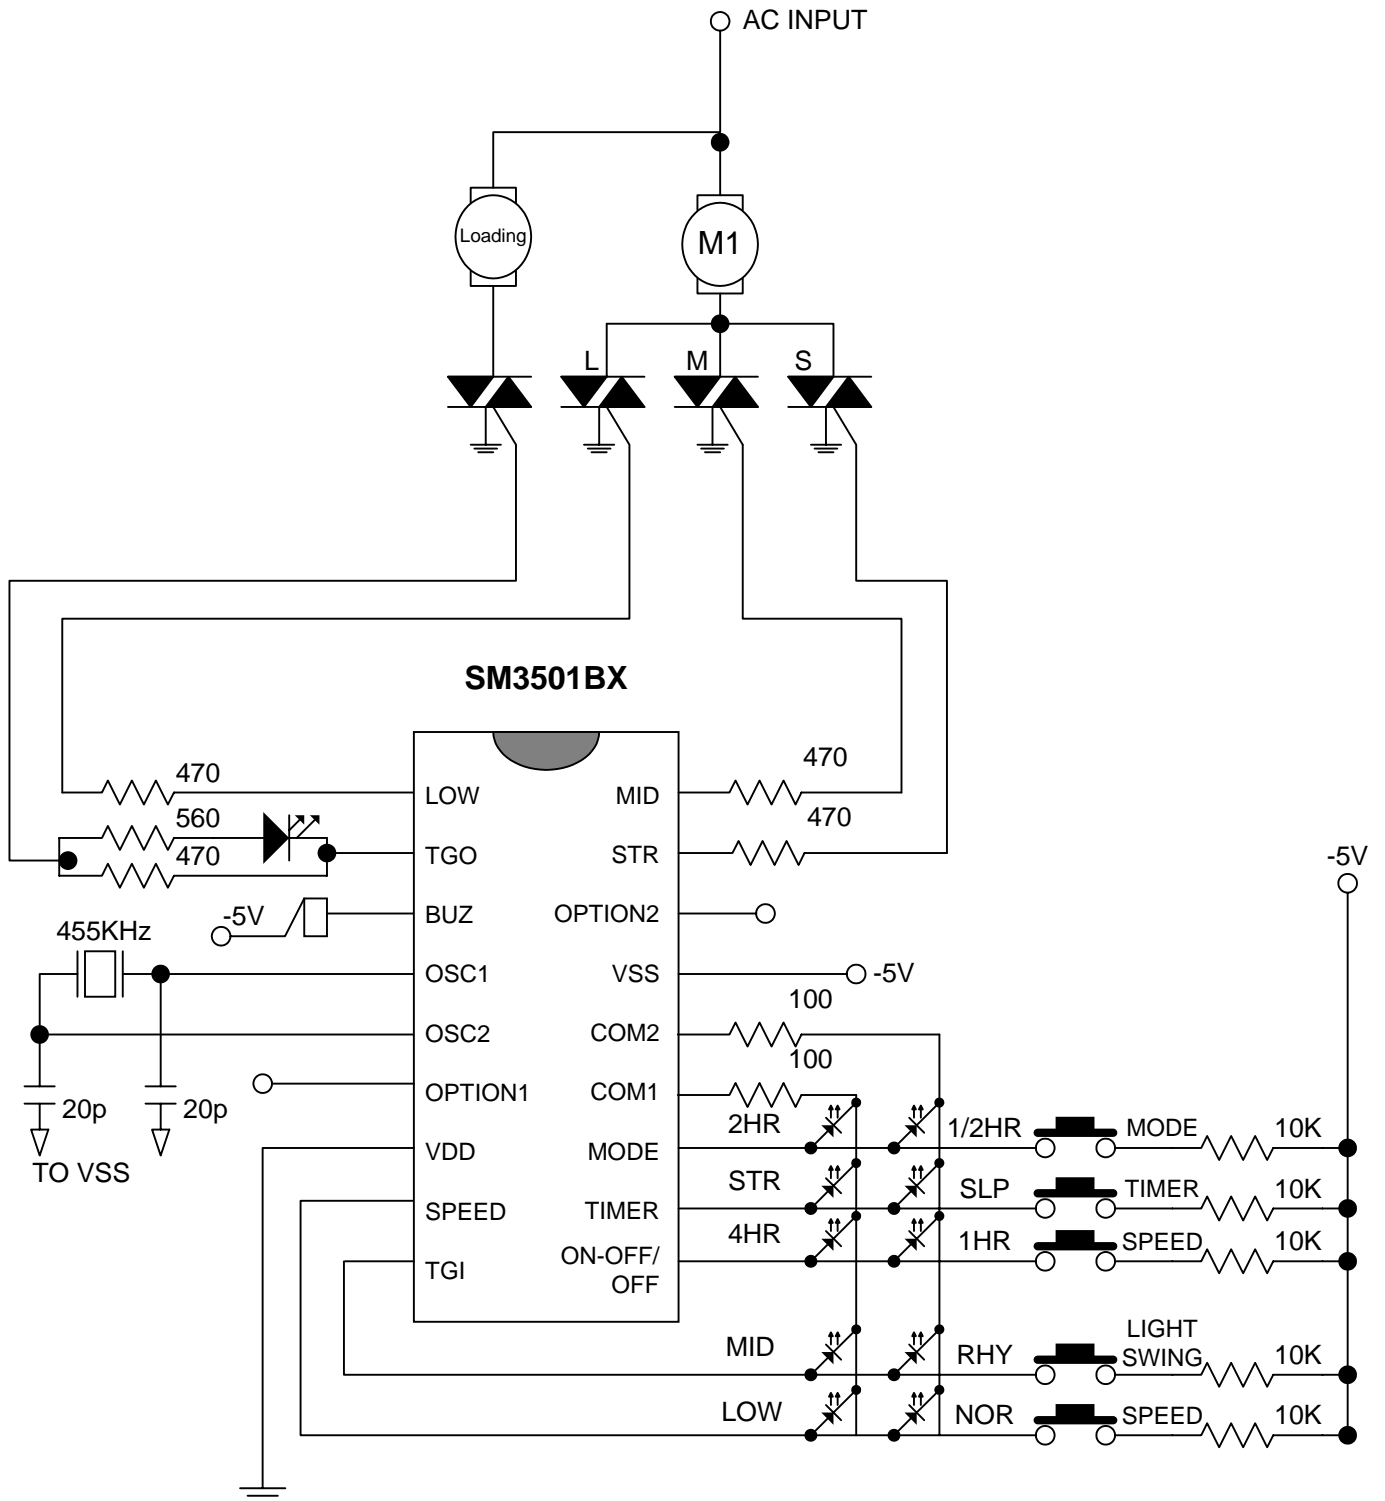 AC INPUT
Loading
M1
L
M
S
SM3501BX
470
560
470
470
470
LOW
TGO
BUZ
OSC1
OSC2
OPTION1
VDD
SPEED
TGI
MID
STR
OPTION2
VSS
COM2
COM1
MODE
TIMER
ON-OFF/
OFF
-5V
455KHz
20p
20p
TO VSS
-5V
100
100
-5V
2HR
1/2HR
MODE
10K
STR
SLP
TIMER
10K
4HR
1HR
SPEED
10K
MID
RHY
LIGHT
SWING
10K
LOW
NOR
SPEED
10K